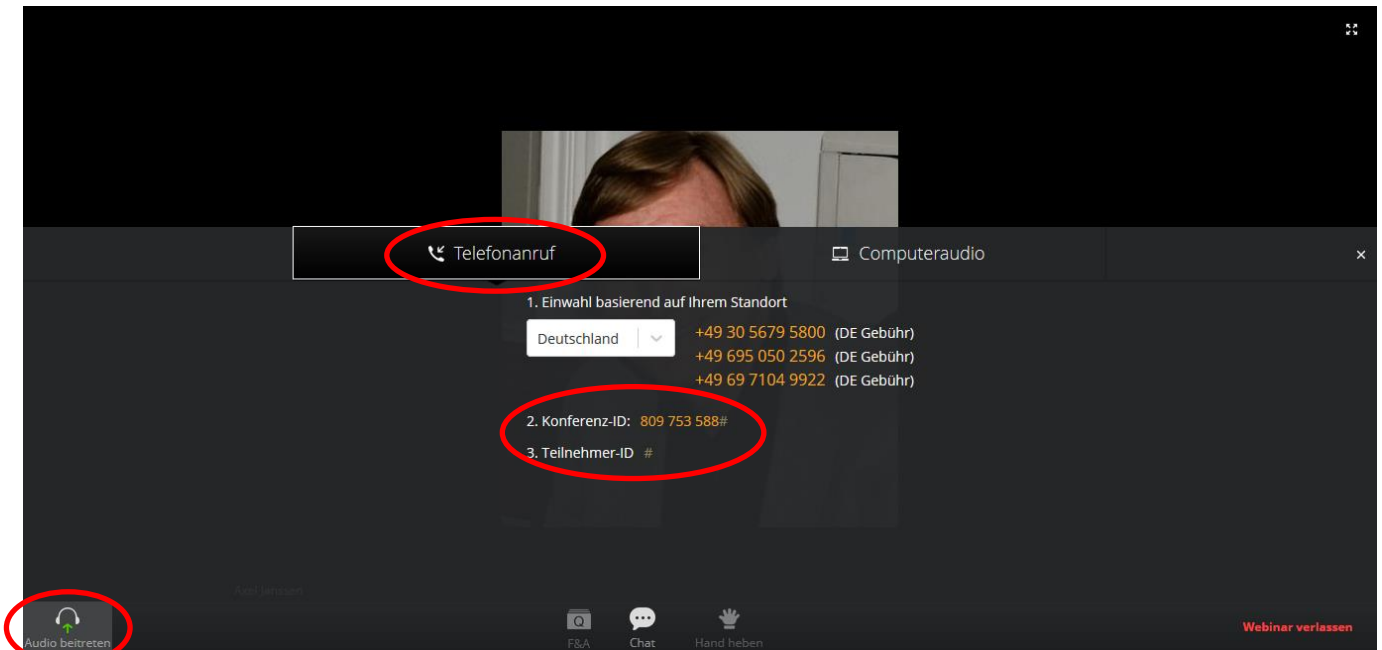 Telefonanruf
Computeraudio
1. Einwahl basierend auf Ihrem Standort
Deutschland
+49 30 5679 5800 (DE Gebühr)
+49 695 050 2596 (DE Gebühr)
+49 69 7104 9922 (DE Gebühr)
2. Konferenz-ID: 809 753 588#
3. Teilnehmer-ID #
Audio beitreten
F&A
Chat
Hand heben
Webinar verlassen